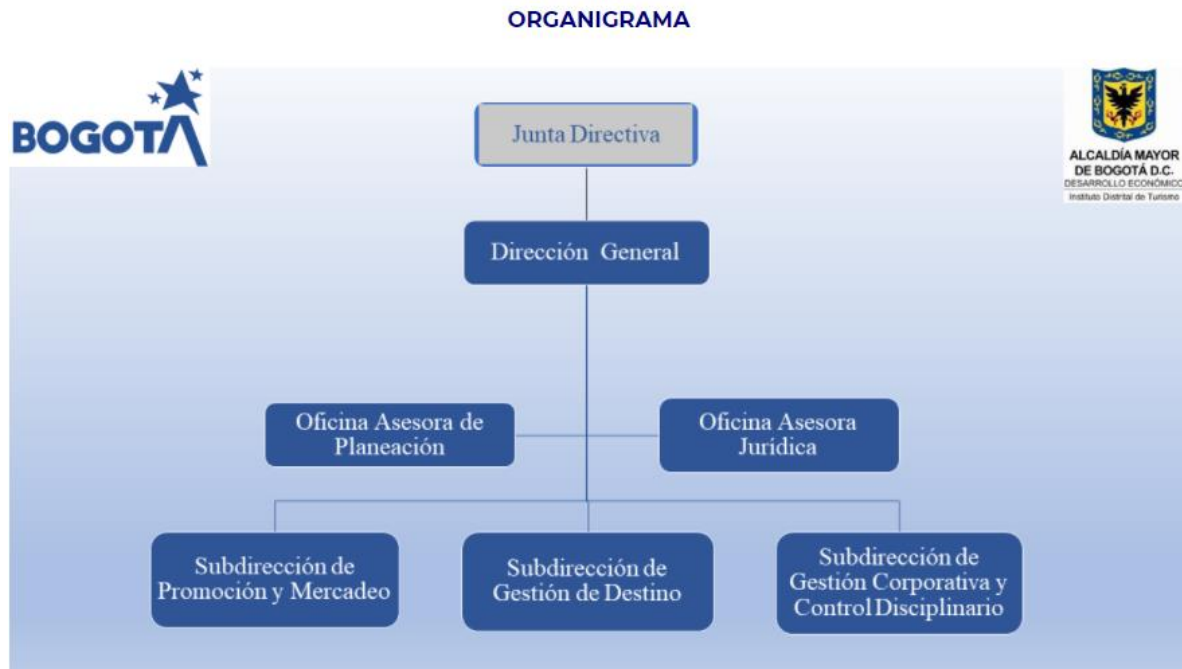 ORGANIGRAMA
BOGOTÁ
ALCALDÍA MAYOR
DE BOGOTÁ D.C.
DESARROLLO ECONÓMICO
Instituto Distrital de Turismo
Junta Directiva
Dirección General
Oficina Asesora de
Planeación
Oficina Asesora
Jurídica
Subdirección de
Promoción y Mercadeo
Subdirección de
Gestión de Destino
Subdirección de
Gestión Corporativa y
Control Disciplinario